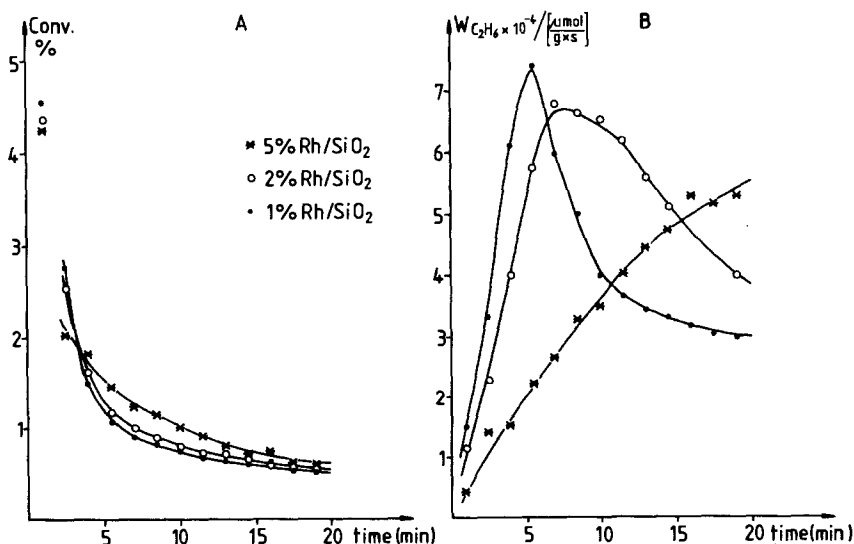 Conv.
%
A
5
4
3
2
1
✶ 5% Rh/SiO₂
○ 2% Rh/SiO₂
• 1% Rh/SiO₂
5 10 15 20 time(min)
W C₂H₆ × 10⁻⁴/[μmol/g×s]
B
7
6
5
4
3
2
1
5 10 15 20 time(min)